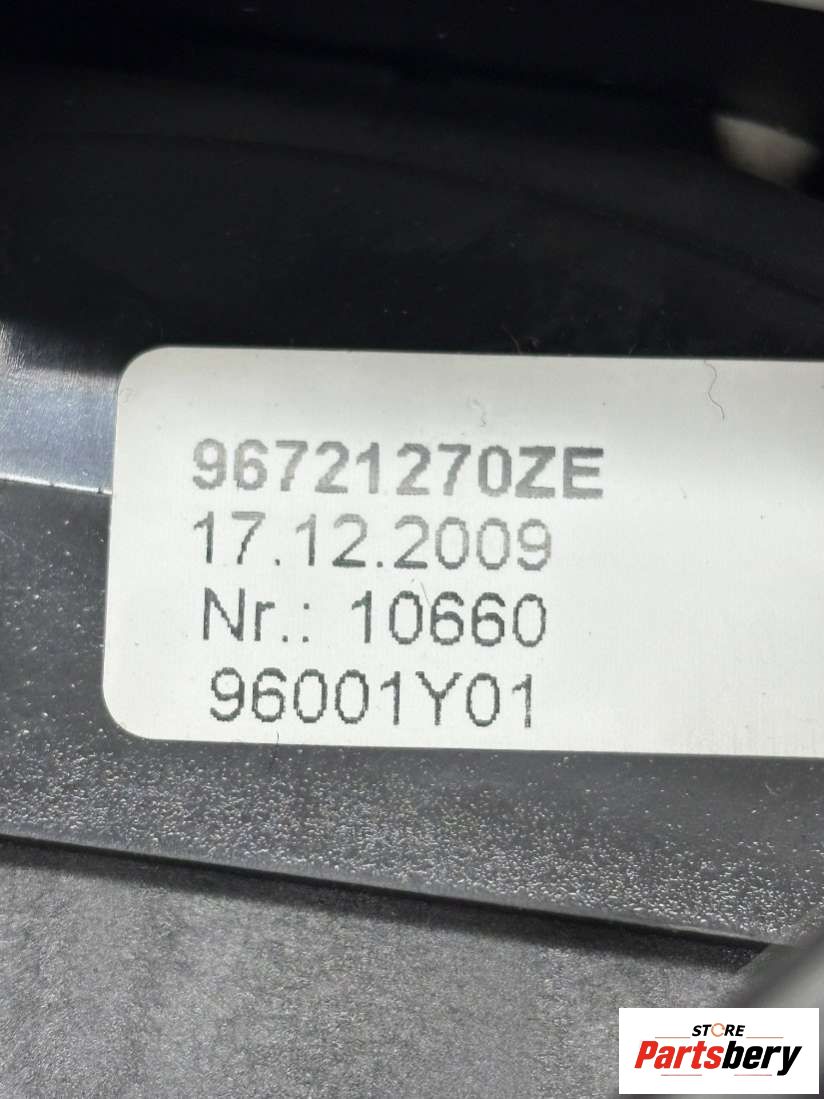 96721270ZE
17.12.2009
Nr.: 10660
96001Y01
STORE
Partsbery